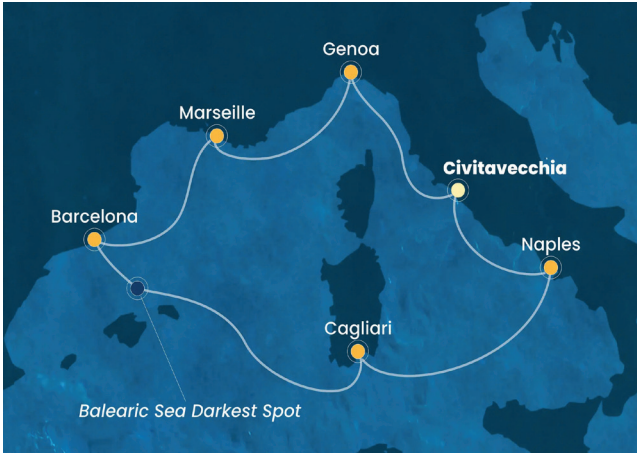 Genoa
Marseille
Civitavecchia
Barcelona
Naples
Cagliari
Balearic Sea Darkest Spot